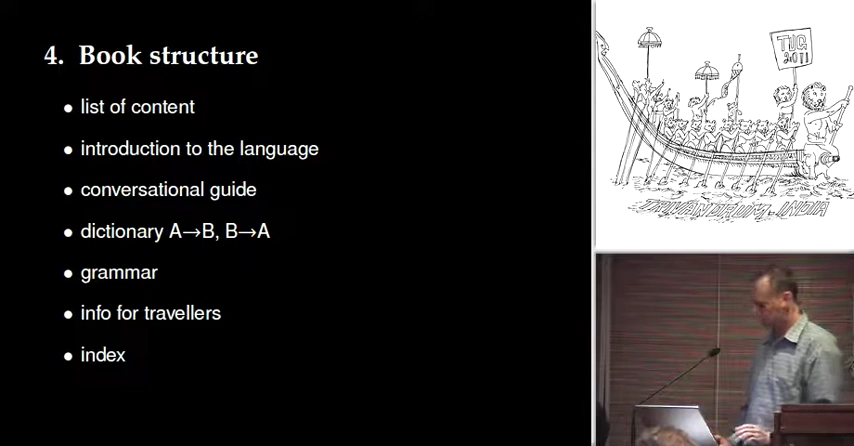 4. Book structure
• list of content
• introduction to the language
• conversational guide
• dictionary A→B, B→A
• grammar
• info for travellers
• index
TUG
2011
TRIVANDRUM-INDIA